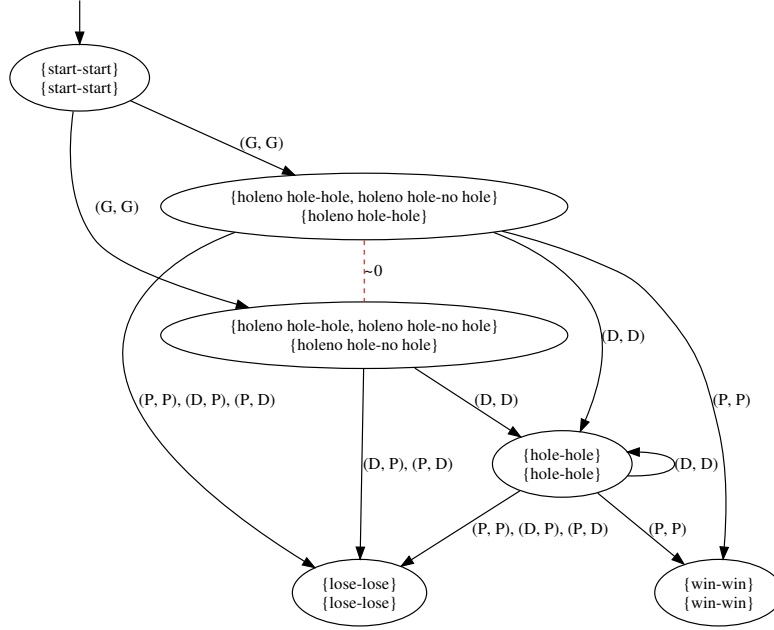 {start-start}
{start-start}
(G, G)
(G, G)
{holeno hole-hole, holeno hole-no hole}
{holeno hole-hole}
~0
{holeno hole-hole, holeno hole-no hole}
{holeno hole-no hole}
(D, D)
(P, P), (D, P), (P, D)
(D, D)
(P, P)
(D, P), (P, D)
{hole-hole}
{hole-hole}
(D, D)
(P, P), (D, P), (P, D)
(P, P)
{lose-lose}
{lose-lose}
{win-win}
{win-win}